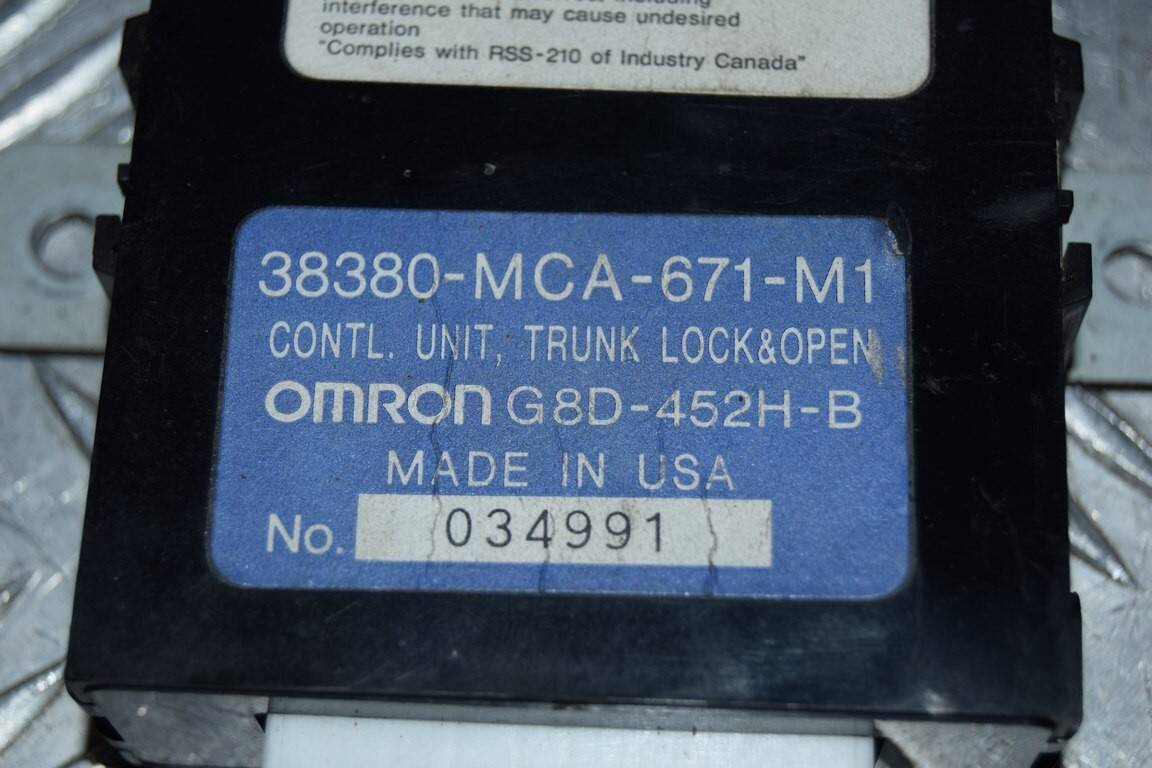 interference that may cause undesired
operation
"Complies with RSS-210 of Industry Canada"
38380-MCA-671-M1
CONTL. UNIT, TRUNK LOCK&OPEN
OMRON G8D-452H-B
MADE IN USA
No. 034991